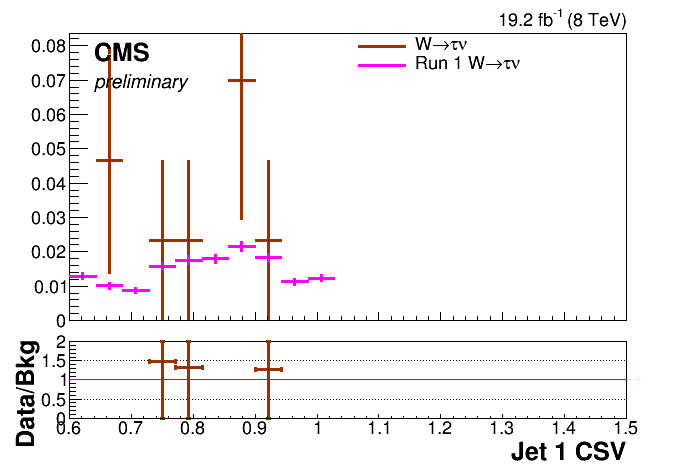 19.2 fb⁻¹ (8 TeV)
CMS
preliminary
W→τν
Run 1 W→τν
0.08
0.07
0.06
0.05
0.04
0.03
0.02
0.01
0
Data/Bkg
2
1.5
1
0.5
0
0.6 0.7 0.8 0.9 1 1.1 1.2 1.3 1.4 1.5
Jet 1 CSV